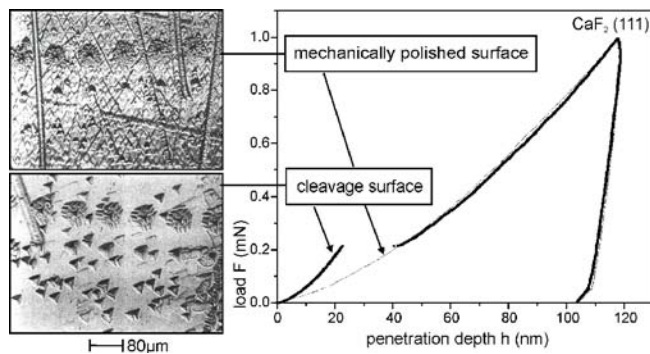 CaF₂ (111)
mechanically polished surface
cleavage surface
load F (mN)
1.0
0.8
0.6
0.4
0.2
0.0
0 20 40 60 80 100 120
penetration depth h (nm)
80µm